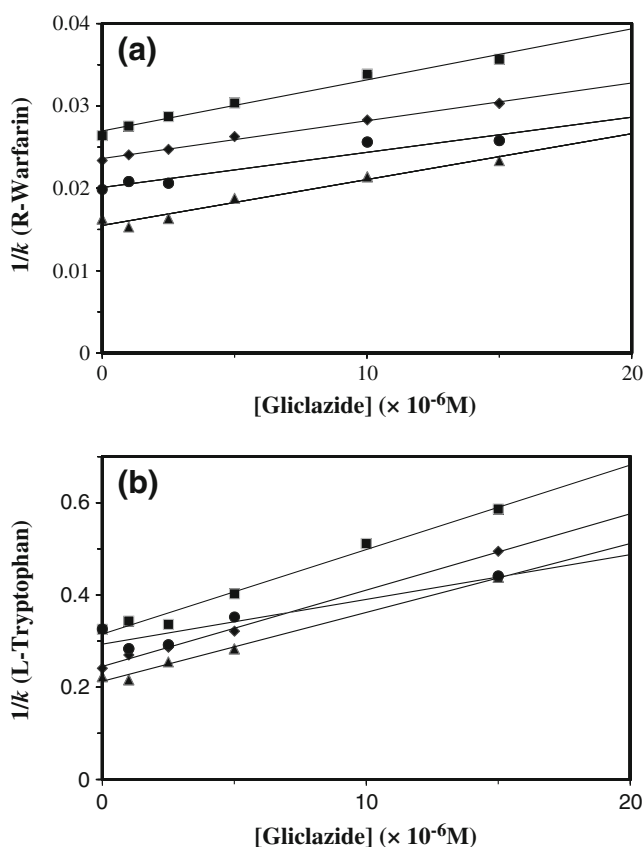 (a)
0.04
0.03
0.02
0.01
0
1/k (R-Warfarin)
0 10 20
[Gliclazide] (× 10⁻⁶M)
(b)
0.6
0.4
0.2
0
1/k (L-Tryptophan)
0 10 20
[Gliclazide] (× 10⁻⁶M)